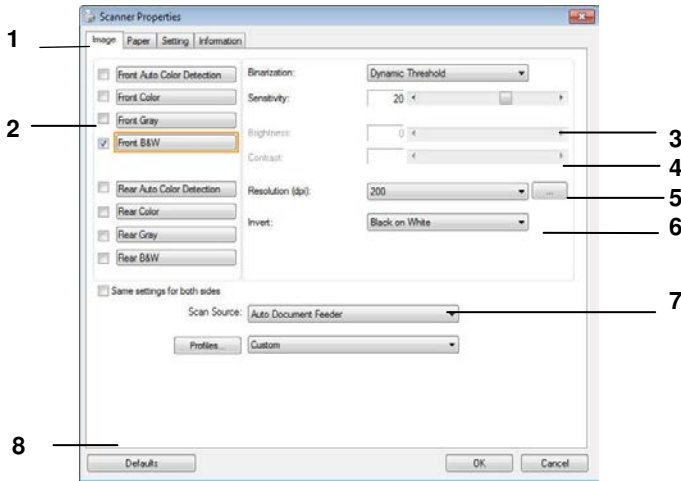 Scanner Properties
1
Image Paper Setting Information
Front Auto Color Detection Binarization: Dynamic Threshold
Front Color Sensitivity: 20
2
Front Gray
Front B&W Brightness: 0 3
Contrast: 4
Rear Auto Color Detection Resolution (dpi): 200 ... 5
Rear Color
Invert: Black on White 6
Rear Gray
Rear B&W
Same settings for both sides
Scan Source: Auto Document Feeder 7
Profiles... Custom
8
Defaults OK Cancel